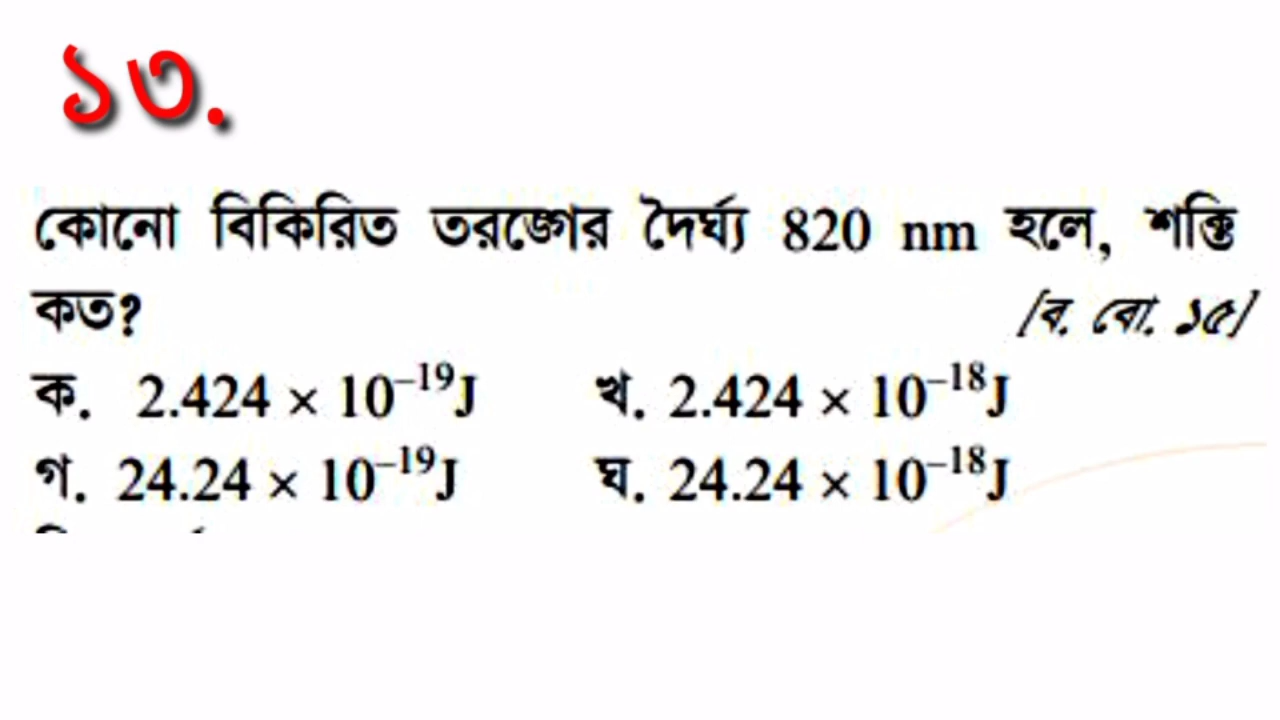 ১৩.
কোনো বিকিরিত তরঙ্গের দৈর্ঘ্য 820 nm হলে, শক্তি
কত? [ব. বো. ১৫]
ক. 2.424 × 10⁻¹⁹J খ. 2.424 × 10⁻¹⁸J
গ. 24.24 × 10⁻¹⁹J ঘ. 24.24 × 10⁻¹⁸J